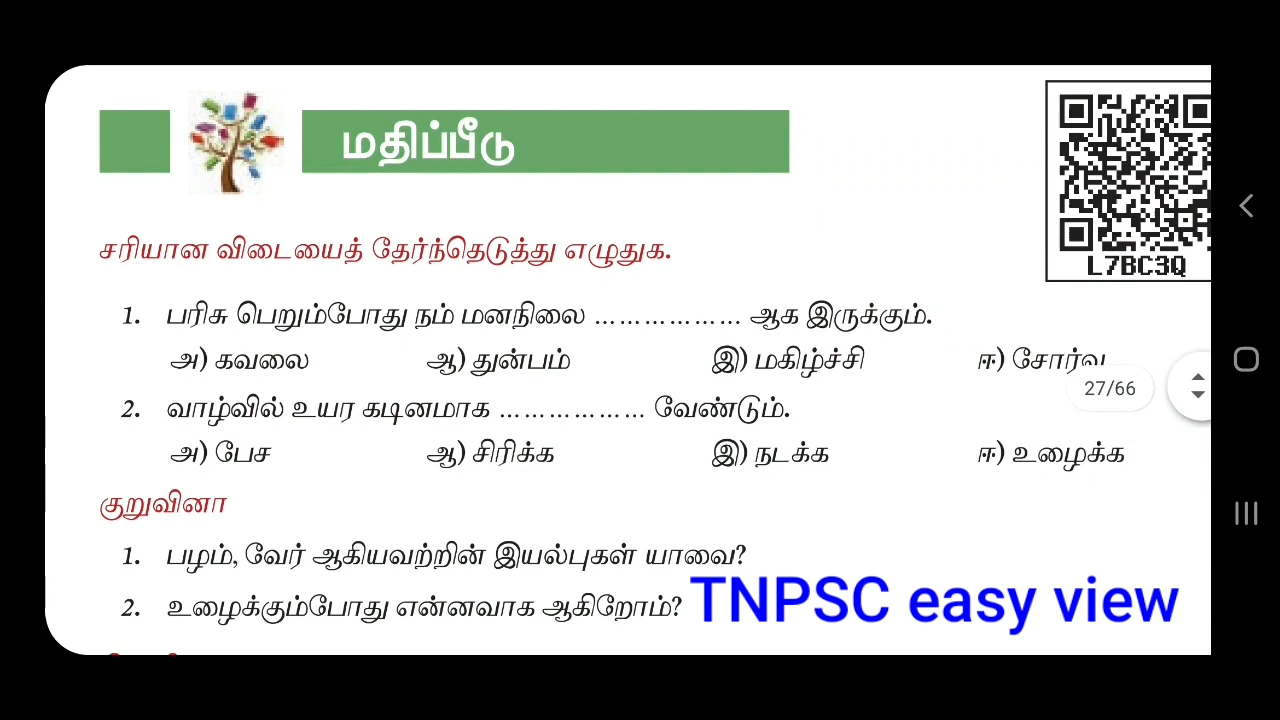 மதிப்பீடு
L7BC3Q
சரியான விடையைத் தேர்ந்தெடுத்து எழுதுக.
1. பரிசு பெறும்போது நம் மனநிலை .................. ஆக இருக்கும்.
அ) கவலை ஆ) துன்பம் இ) மகிழ்ச்சி ஈ) சோர்வு
27/66
2. வாழ்வில் உயர கடினமாக .................. வேண்டும்.
அ) பேச ஆ) சிரிக்க இ) நடக்க ஈ) உழைக்க
குறுவினா
1. பழம், வேர் ஆகியவற்றின் இயல்புகள் யாவை?
2. உழைக்கும்போது என்னவாக ஆகிறோம்?
TNPSC easy view